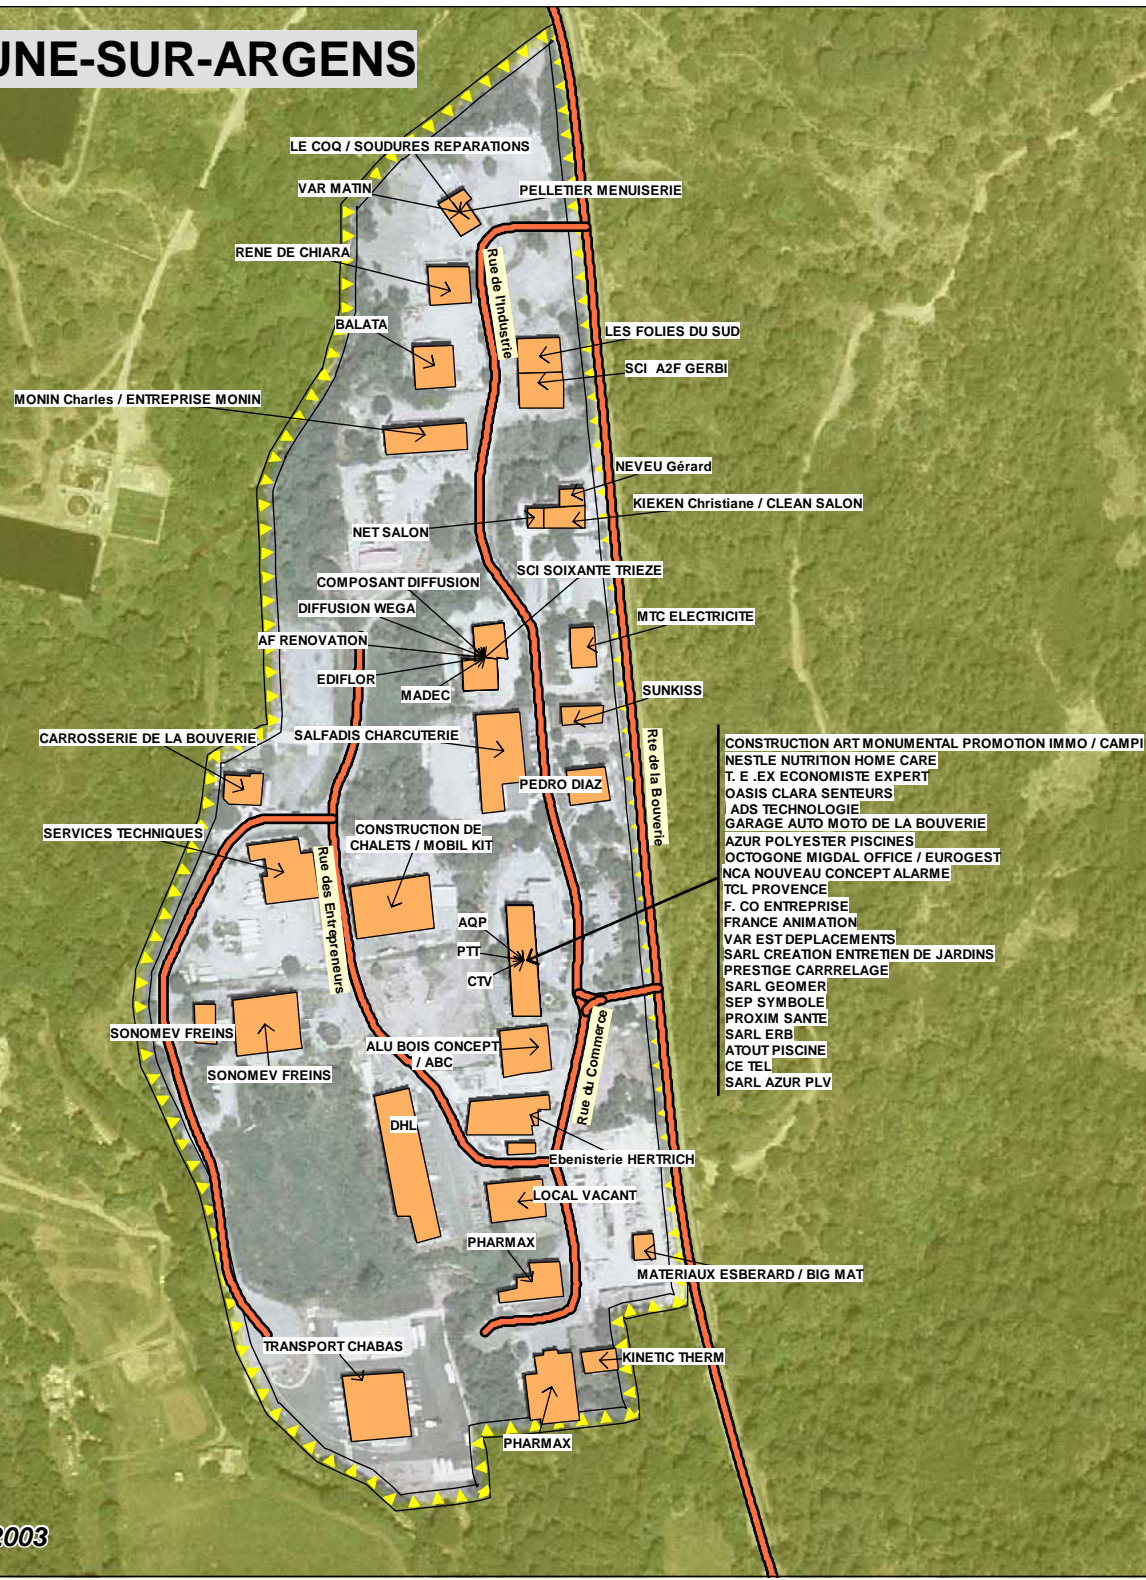 UNE-SUR-ARGENS
LE COQ / SOUDURES REPARATIONS
VAR MATIN
PELLETIER MENUISERIE
RENE DE CHIARA
Rue de l'Industrie
BALATA
LES FOLIES DU SUD
SCI A2F GERBI
MONIN Charles / ENTREPRISE MONIN
NEVEU Gérard
KIEKEN Christiane / CLEAN SALON
NET SALON
SCI SOIXANTE TRIEZE
COMPOSANT DIFFUSION
DIFFUSION WEGA
AF RENOVATION
EDIFLOR
MADEC
MTC ELECTRICITE
SUNKISS
CARROSSERIE DE LA BOUVERIE
SALFADIS CHARCUTERIE
PEDRO DIAZ
Rte de la Bouverie
SERVICES TECHNIQUES
CONSTRUCTION DE
CHALETS / MOBIL KIT
Rue des Entrepreneurs
CONSTRUCTION ART MONUMENTAL PROMOTION IMMO / CAMPI
NESTLE NUTRITION HOME CARE
T. E .EX ECONOMISTE EXPERT
OASIS CLARA SENTEURS
ADS TECHNOLOGIE
GARAGE AUTO MOTO DE LA BOUVERIE
AZUR POLYESTER PISCINES
OCTOGONE MIGDAL OFFICE / EUROGEST
NCA NOUVEAU CONCEPT ALARME
TCL PROVENCE
F. CO ENTREPRISE
FRANCE ANIMATION
VAR EST DEPLACEMENTS
SARL CREATION ENTRETIEN DE JARDINS
PRESTIGE CARRRELAGE
SARL GEOMER
SEP SYMBOLE
PROXIM SANTE
SARL ERB
ATOUT PISCINE
CE TEL
SARL AZUR PLV
AQP
PTT
CTV
SONOMEV FREINS
SONOMEV FREINS
ALU BOIS CONCEPT
/ ABC
Rue du Commerce
DHL
Ebenisterie HERTRICH
LOCAL VACANT
PHARMAX
MATERIAUX ESBERARD / BIG MAT
TRANSPORT CHABAS
KINETIC THERM
PHARMAX
2003